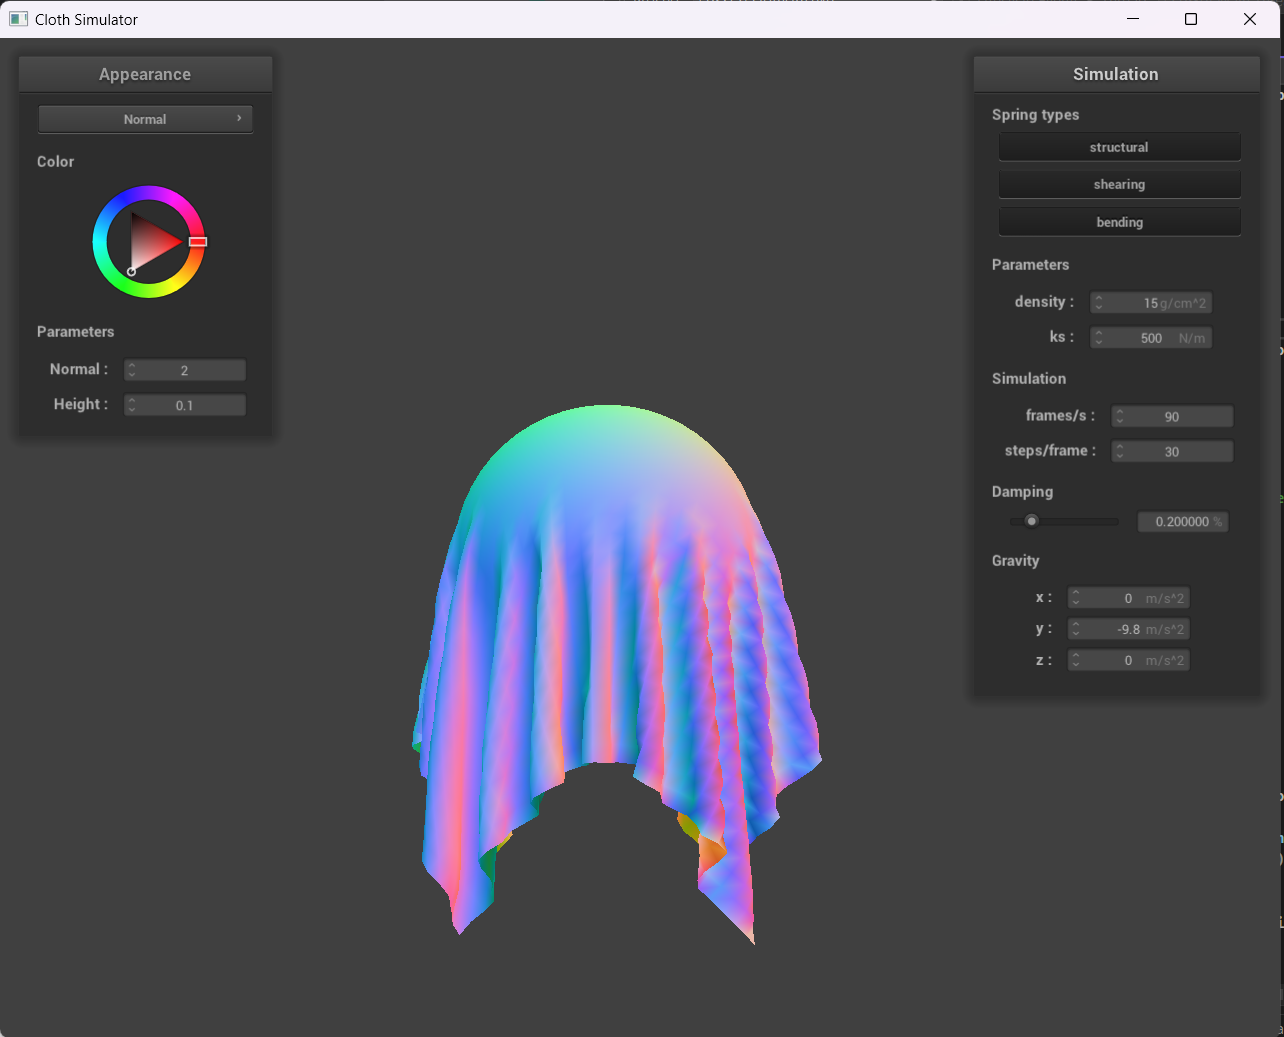 Cloth Simulator
Appearance
Normal
Color
Parameters
Normal :
2
Height :
0.1
Simulation
Spring types
structural
shearing
bending
Parameters
density :
15 g/cm^2
ks :
500 N/m
Simulation
frames/s :
90
steps/frame :
30
Damping
0.200000 %
Gravity
x :
0 m/s^2
y :
-9.8 m/s^2
z :
0 m/s^2